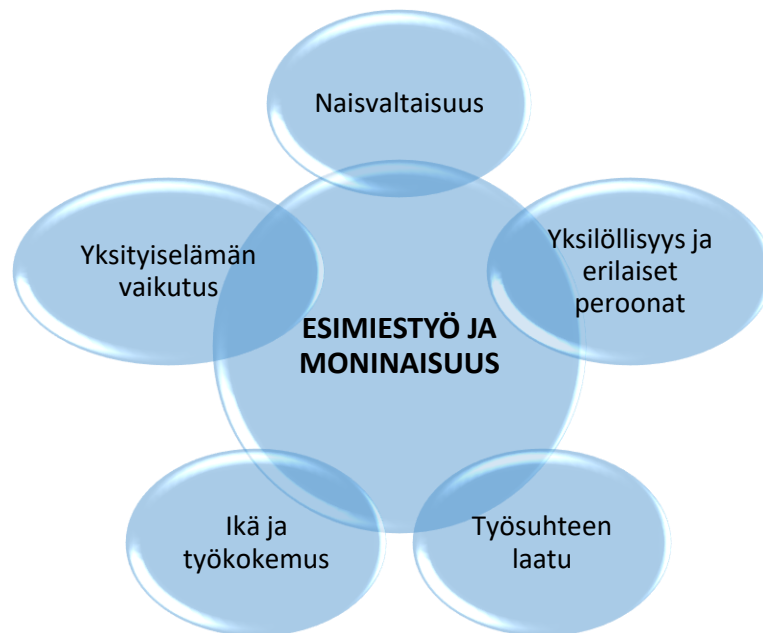 Naisvaltaisuus
Yksilöllisyys ja
erilaiset
peroonat
Yksityiselämän
vaikutus
ESIMIESTYÖ JA
MONINAISUUS
Ikä ja
työkokemus
Työsuhteen
laatu